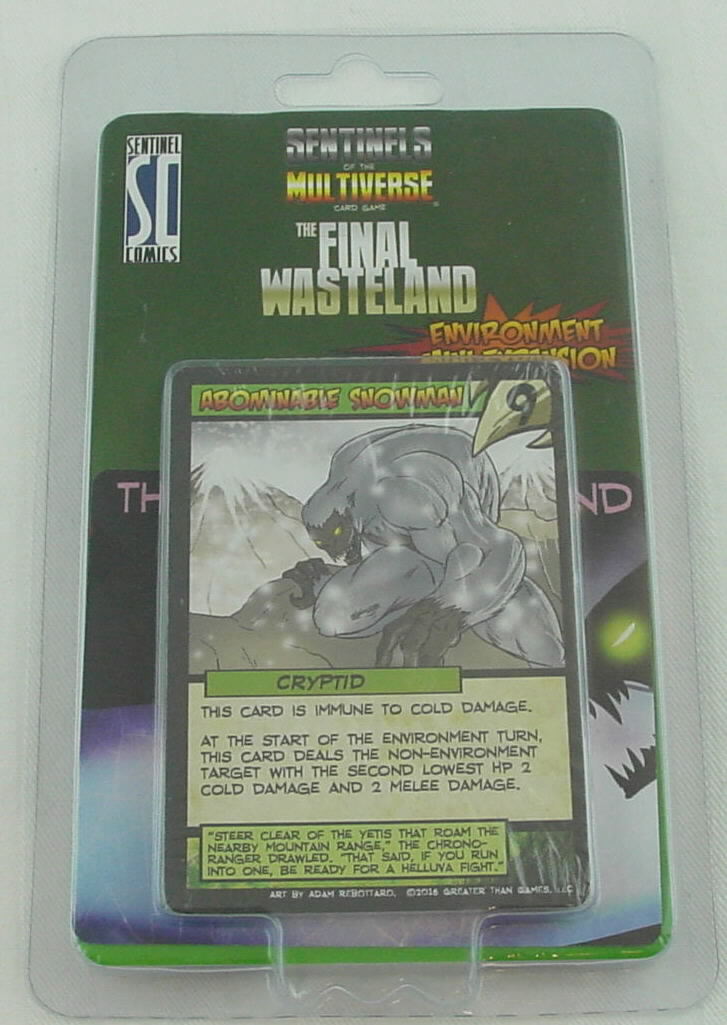 SENTINEL
SC
COMICS
SENTINELS
OF THE
MULTIVERSE
CARD GAME
THE FINAL
WASTELAND
ENVIRONMENT
MINI EXPANSION
ABOMINABLE SNOWMAN
9
TH
ND
CRYPTID
THIS CARD IS IMMUNE TO COLD DAMAGE.
AT THE START OF THE ENVIRONMENT TURN,
THIS CARD DEALS THE NON-ENVIRONMENT
TARGET WITH THE SECOND LOWEST HP 2
COLD DAMAGE AND 2 MELEE DAMAGE.
"STEER CLEAR OF THE YETIS THAT ROAM THE
NEARBY MOUNTAIN RANGE," THE CHRONO-
RANGER DRAWLED. "THAT SAID, IF YOU RUN
INTO ONE, BE READY FOR A HELLUVA FIGHT."
ART BY ADAM REBOTTARO, ©2016 GREATER THAN GAMES, LLC